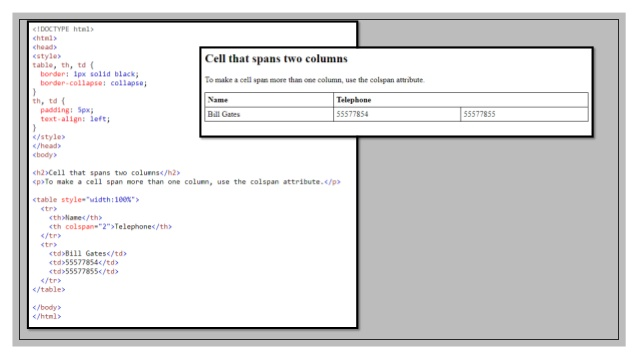 <!DOCTYPE html>
<html>
<head>
<style>
table, th, td {
  border: 1px solid black;
  border-collapse: collapse;
}
th, td {
  padding: 5px;
  text-align: left;
}
</style>
</head>
<body>

<h2>Cell that spans two columns</h2>
<p>To make a cell span more than one column, use the colspan attribute.</p>

<table style="width:100%">
  <tr>
    <th>Name</th>
    <th colspan="2">Telephone</th>
  </tr>
  <tr>
    <td>Bill Gates</td>
    <td>55577854</td>
    <td>55577855</td>
  </tr>
</table>

</body>
</html>

Cell that spans two columns
To make a cell span more than one column, use the colspan attribute.
Name Telephone
Bill Gates 55577854 55577855